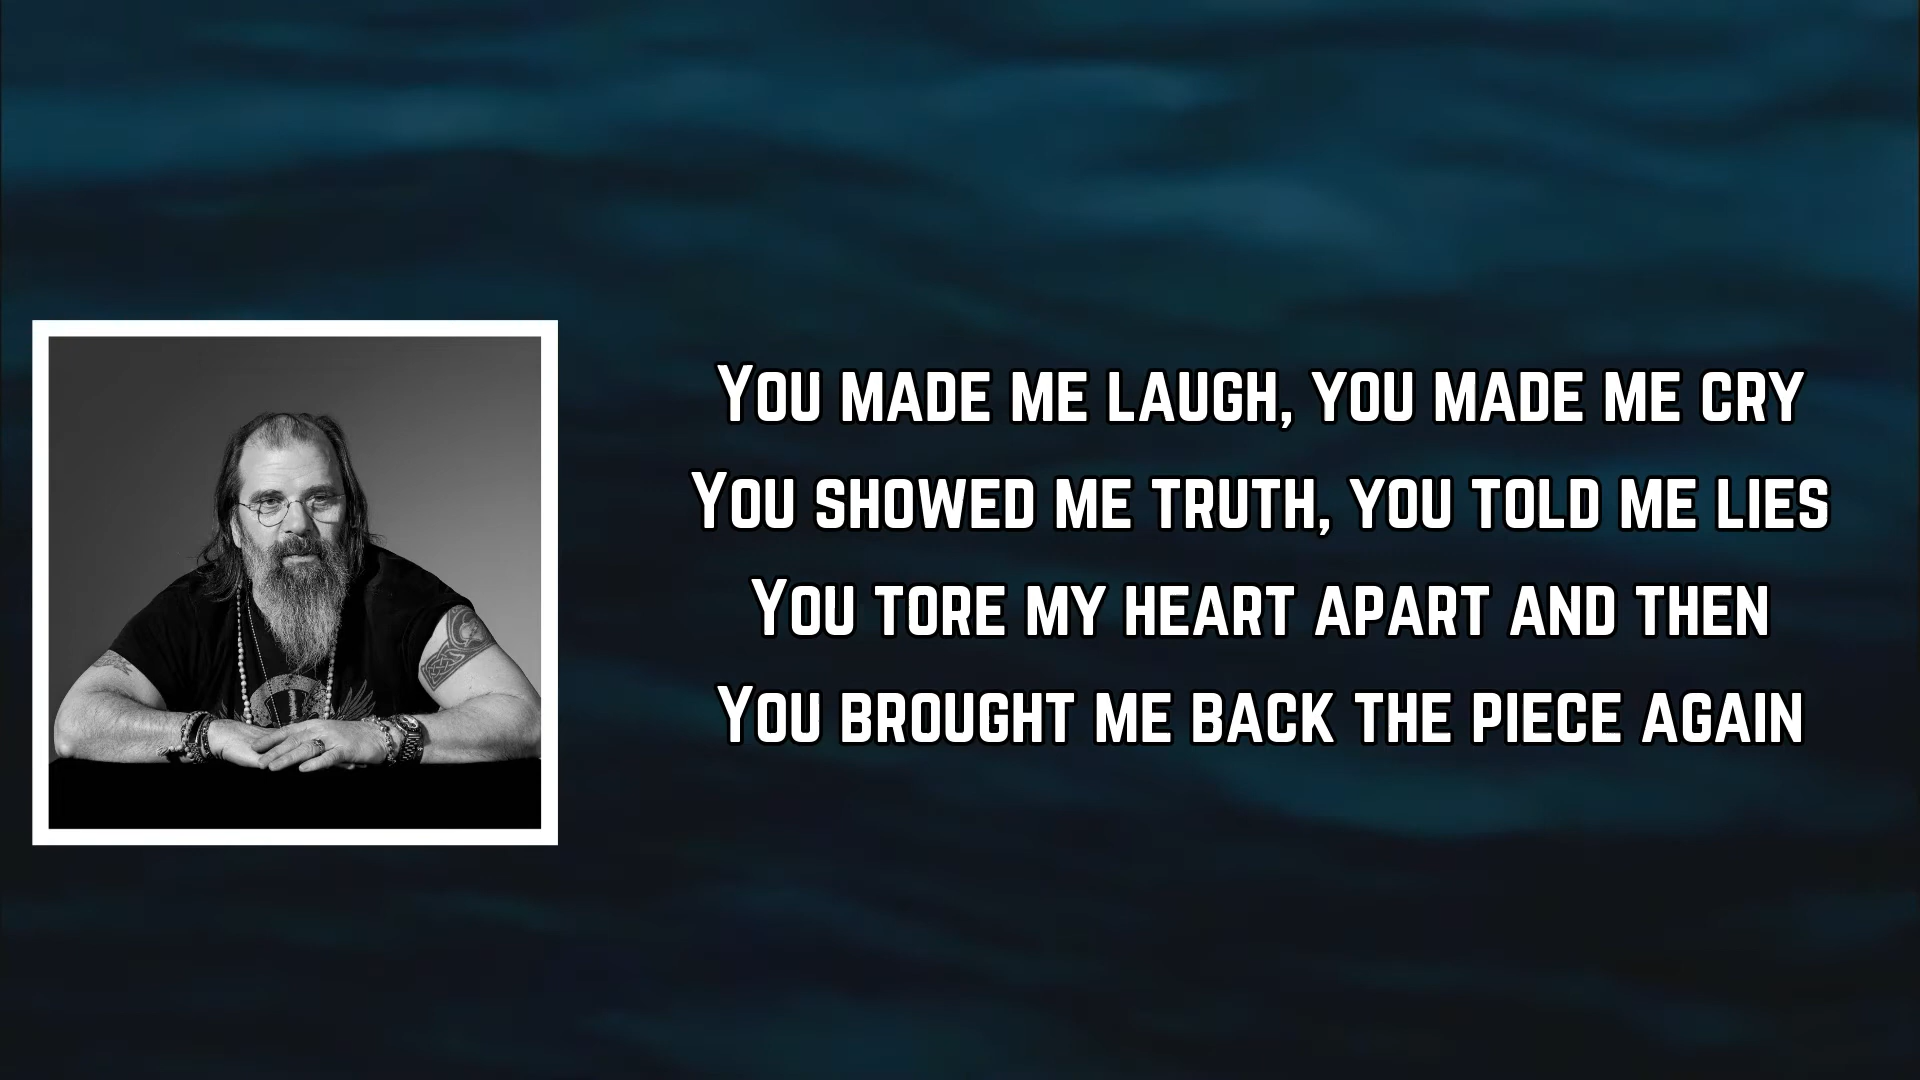 You made me laugh, you made me cry
You showed me truth, you told me lies
You tore my heart apart and then
You brought me back the piece again